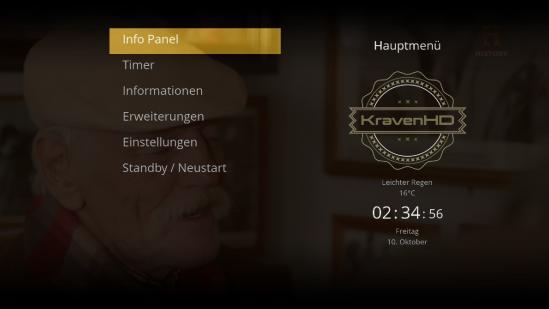 Info Panel
Timer
Informationen
Erweiterungen
Einstellungen
Standby / Neustart
Hauptmenü
HISTORY
KravenHD
Leichter Regen
16°C
02:34:56
Freitag
10. Oktober